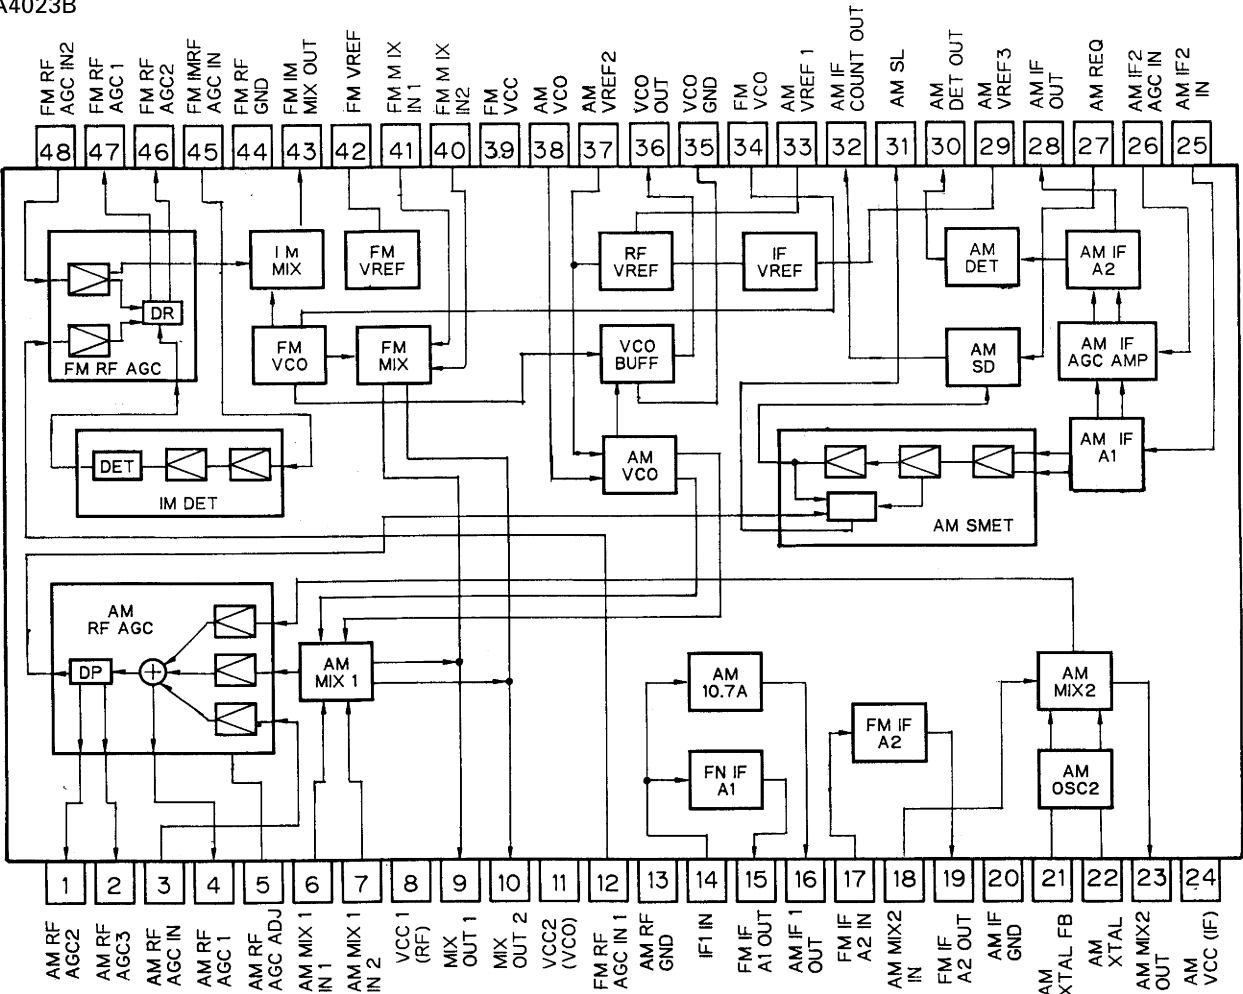 A4023B
FM RF AGC IN2
FM RF AGC 1
FM RF AGC2
FM IMRF AGC IN
FM RF GND
FM IM MIX OUT
FM VREF
FM M IX IN 1
FM M IX IN2
FM VCC
AM VCO
AM VREF2
VCO OUT
VCO GND
FM VCO
AM VREF 1
AM IF COUNT OUT
AM SL
AM DET OUT
AM VREF3
AM IF OUT
AM REQ
AM IF2 AGC IN
AM IF2 IN
48 47 46 45 44 43 42 41 40 39 38 37 36 35 34 33 32 31 30 29 28 27 26 25
I M
MIX
FM
VREF
RF
VREF
IF
VREF
AM
DET
AM IF
A2
DR
FM RF AGC
FM
VCO
FM
MIX
VCO
BUFF
AM
SD
AM IF
AGC AMP
DET
IM DET
AM
VCO
AM IF
A1
AM SMET
AM
RF AGC
DP
AM
MIX 1
AM
10.7A
FM IF
A2
AM
MIX2
FN IF
A1
AM
OSC2
1 2 3 4 5 6 7 8 9 10 11 12 13 14 15 16 17 18 19 20 21 22 23 24
AM RF AGC2
AM RF AGC3
AM RF AGC IN
AM RF AGC 1
AM RF AGC ADJ
AM MIX 1 IN 1
AM MIX 1 IN 2
VCC 1 (RF)
MIX OUT 1
MIX OUT 2
VCC2 (VCO)
FM RF AGC IN 1
AM RF GND
IF1 IN
FM IF A1 OUT
AM IF 1 OUT
FM IF A2 IN
AM MIX2 IN
FM IF A2 OUT
AM IF GND
AM XTAL FB
AM XTAL
AM MIX2 OUT
AM VCC (IF)